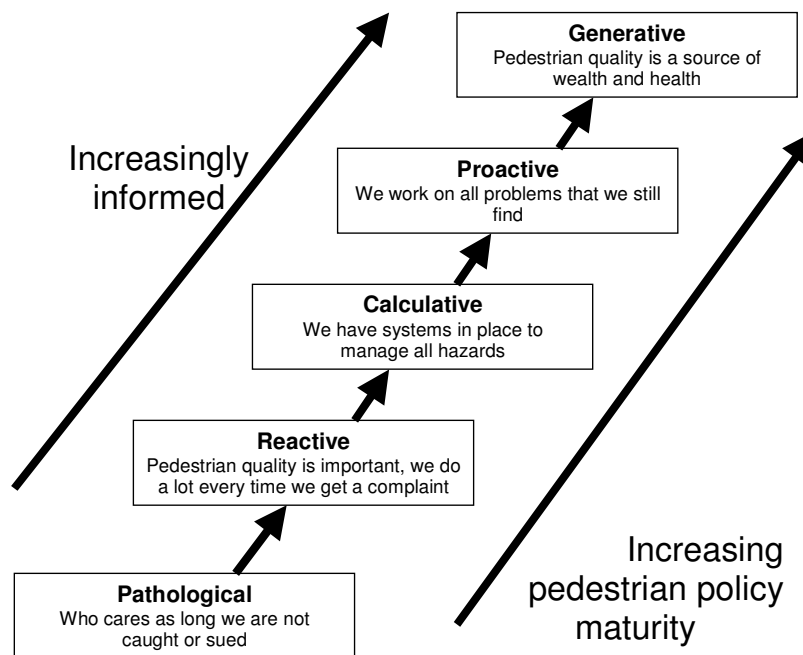 Generative
Pedestrian quality is a source of
wealth and health
Increasingly
informed
Proactive
We work on all problems that we still
find
Calculative
We have systems in place to
manage all hazards
Reactive
Pedestrian quality is important, we do
a lot every time we get a complaint
Increasing
pedestrian policy
maturity
Pathological
Who cares as long we are not
caught or sued